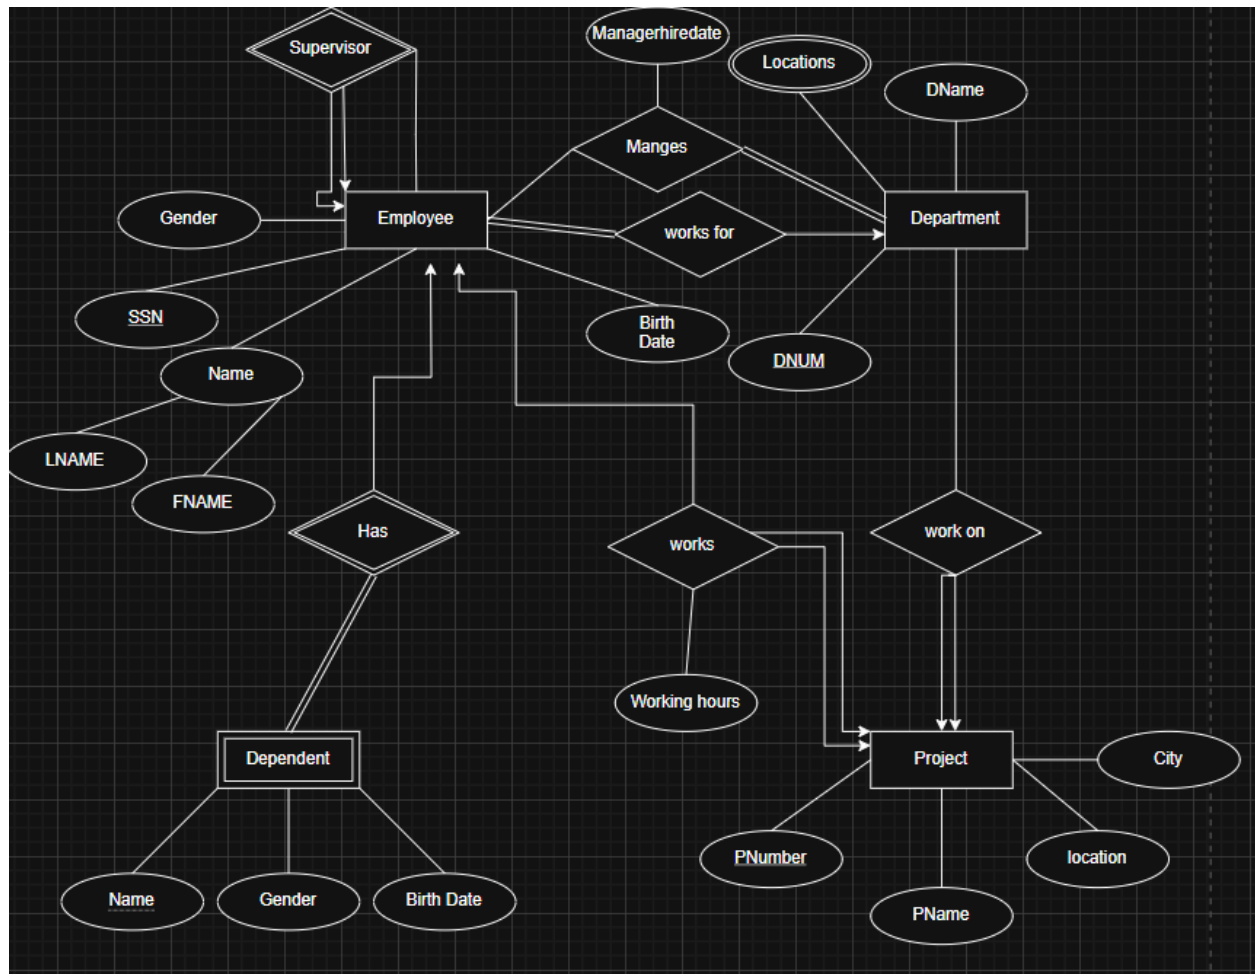 Managerhiredate
Supervisor
Locations
DName
Manges
Gender
Employee
works for
Department
SSN
Birth
Date
DNUM
Name
LNAME
FNAME
Has
works
work on
Working hours
Dependent
Project
City
PNumber
location
Name
Gender
Birth Date
PName